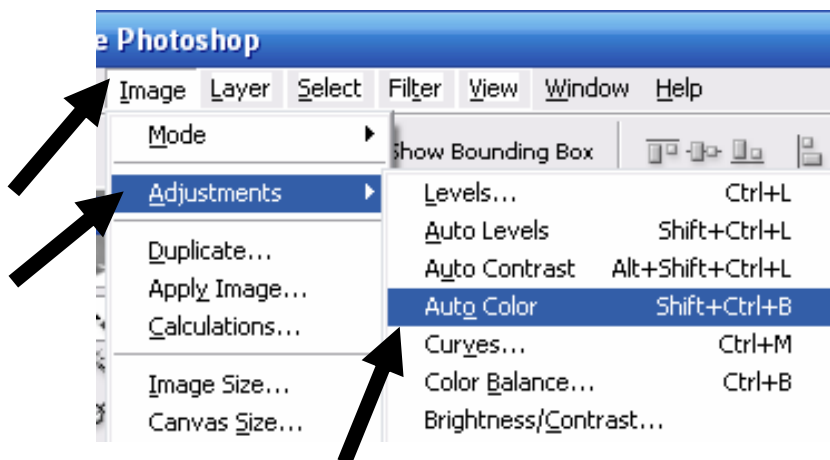 e Photoshop
Image Layer Select Filter View Window Help
Mode
Show Bounding Box
Adjustments
Levels... Ctrl+L
Auto Levels Shift+Ctrl+L
Duplicate...
Auto Contrast Alt+Shift+Ctrl+L
Apply Image...
Auto Color Shift+Ctrl+B
Calculations...
Curves... Ctrl+M
Image Size...
Color Balance... Ctrl+B
Canvas Size...
Brightness/Contrast...